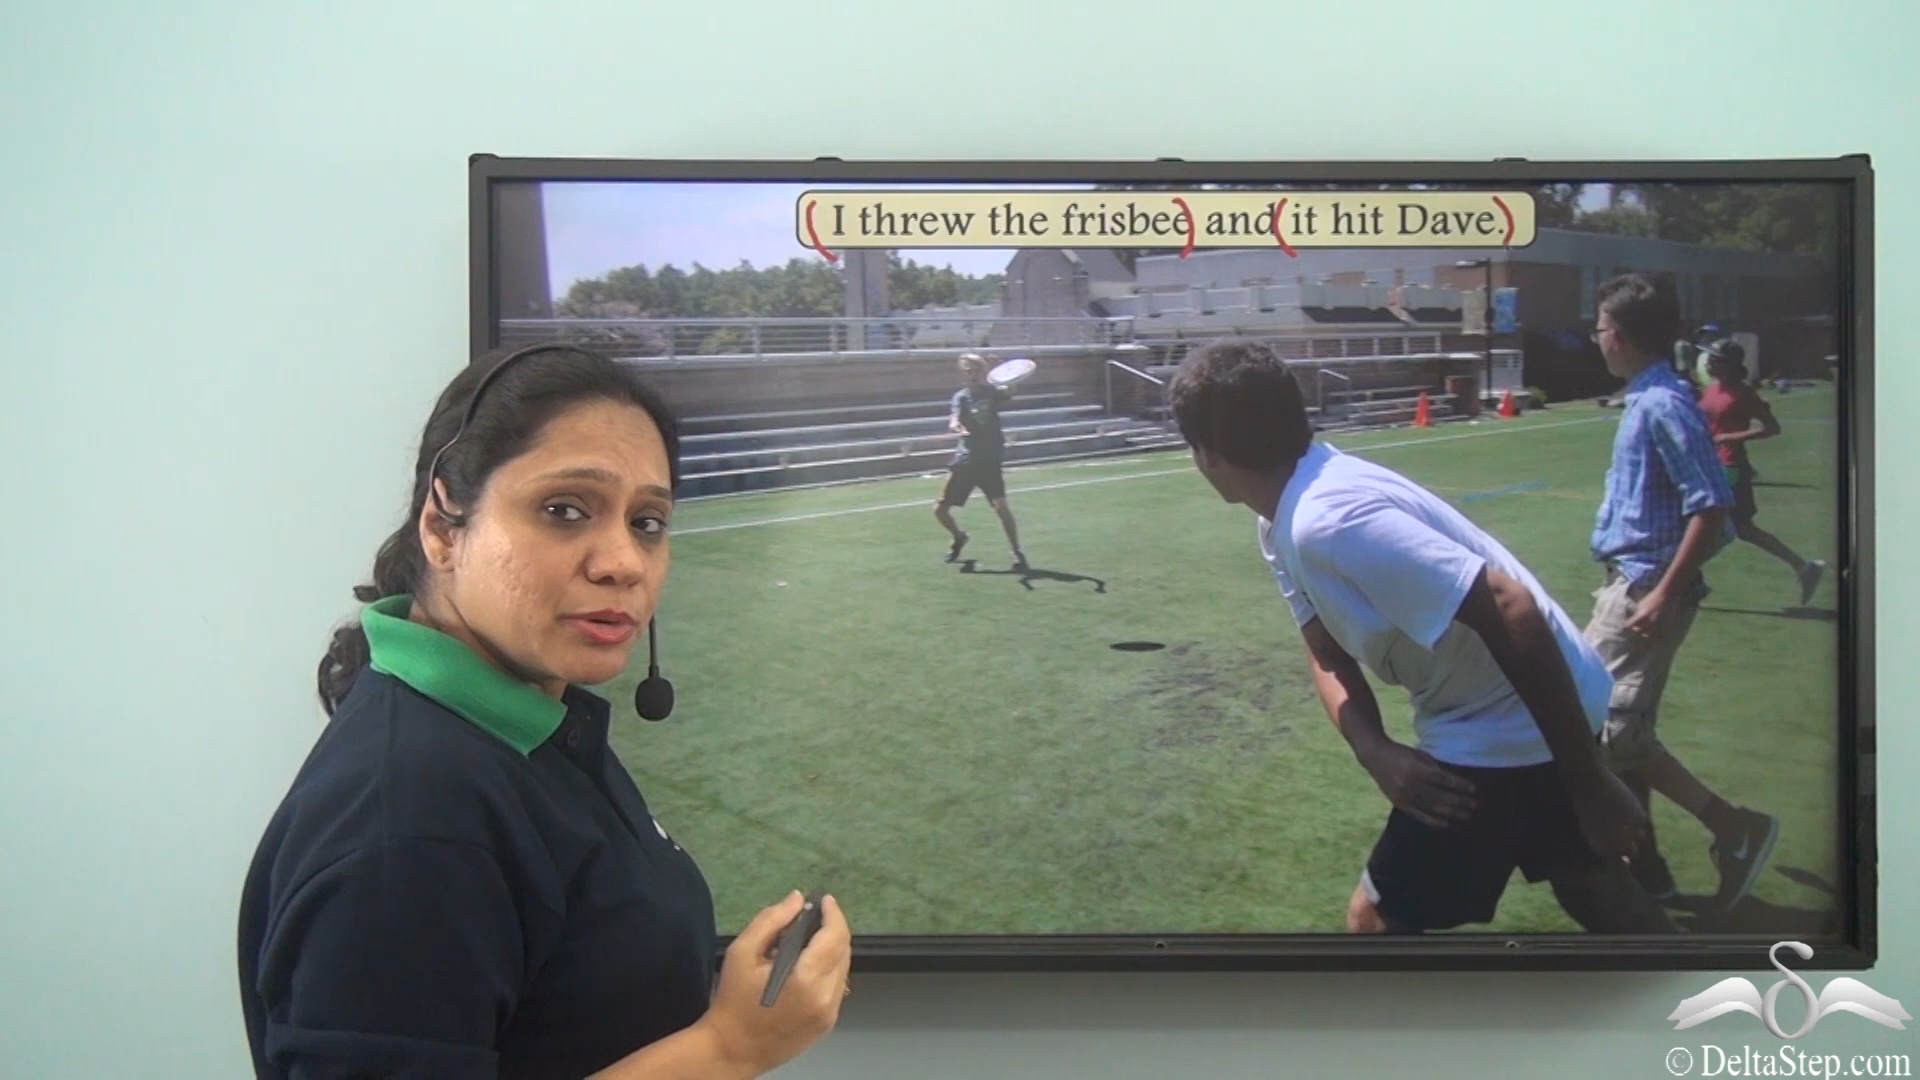 (I threw the frisbee) and (it hit Dave.)
© DeltaStep.com